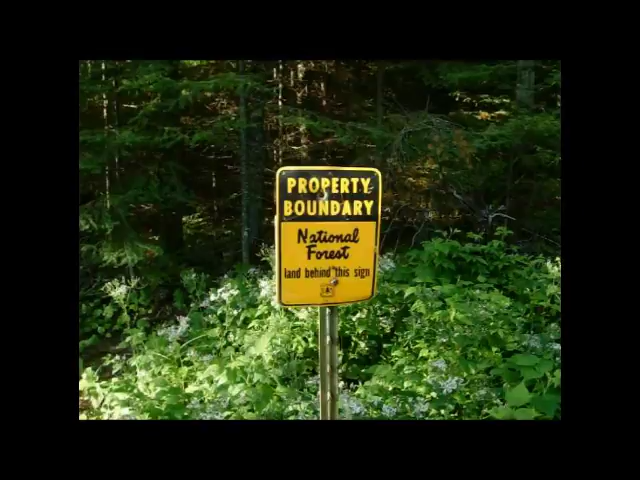 PROPERTY
BOUNDARY
National
Forest
land behind this sign